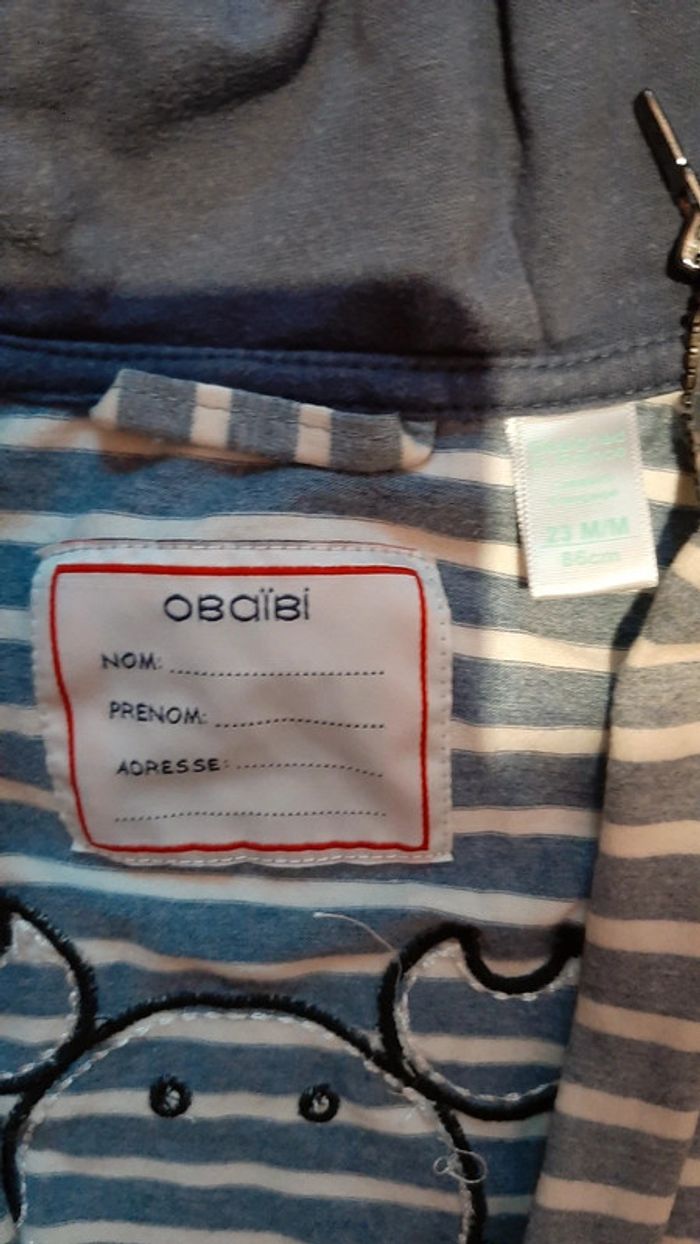 OBaïBi
NOM:
PRENOM:
ADRESSE:
23 M/M
86cm